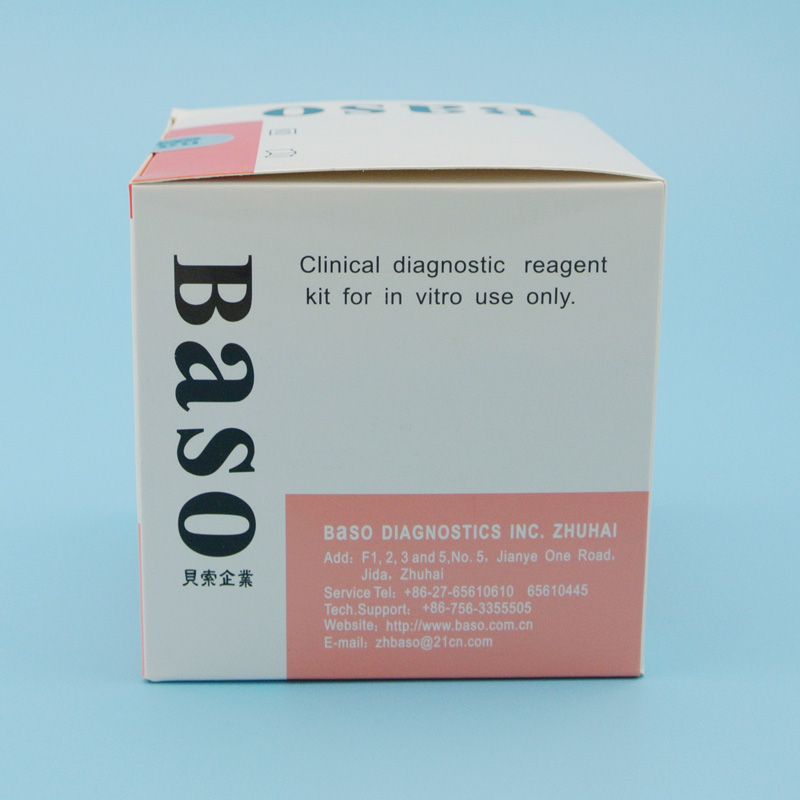 Baso
Baso
貝索企業
Clinical diagnostic reagent
kit for in vitro use only.
BaSO DIAGNOSTICS INC. ZHUHAI
Add: F1, 2, 3 and 5,No. 5, Jianye One Road,
Jida, Zhuhai
Service Tel: +86-27-65610610 65610445
Tech.Support: +86-756-3355505
Website: http://www.baso.com.cn
E-mail: zhbaso@21cn.com